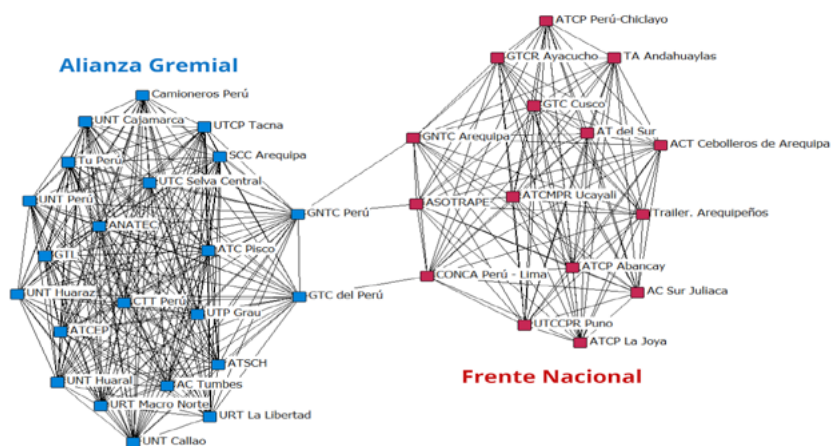 Alianza Gremial
Camioneros Perú
UNT Cajamarca
UTCP Tacna
Tu Perú
SCC Arequipa
UTC Selva Central
UNT Perú
GNTC Perú
ANATEC
ATC Pisco
GTL
UNT Huaraz
GTC del Perú
CTT Perú
UTP Grau
ATCEP
ATSCH
UNT Huaral
AC Tumbes
URT Macro Norte
URT La Libertad
UNT Callao
ATCP Perú-Chiclayo
GTCR Ayacucho
TA Andahuaylas
GTC Cusco
GNTC Arequipa
AT del Sur
ACT Cebolleros de Arequipa
ASOTRAPE
ATCMPR Ucayali
Trailer. Arequipeños
CONCA Perú - Lima
ATCP Abancay
AC Sur Juliaca
UTCCPR Puno
ATCP La Joya
Frente Nacional